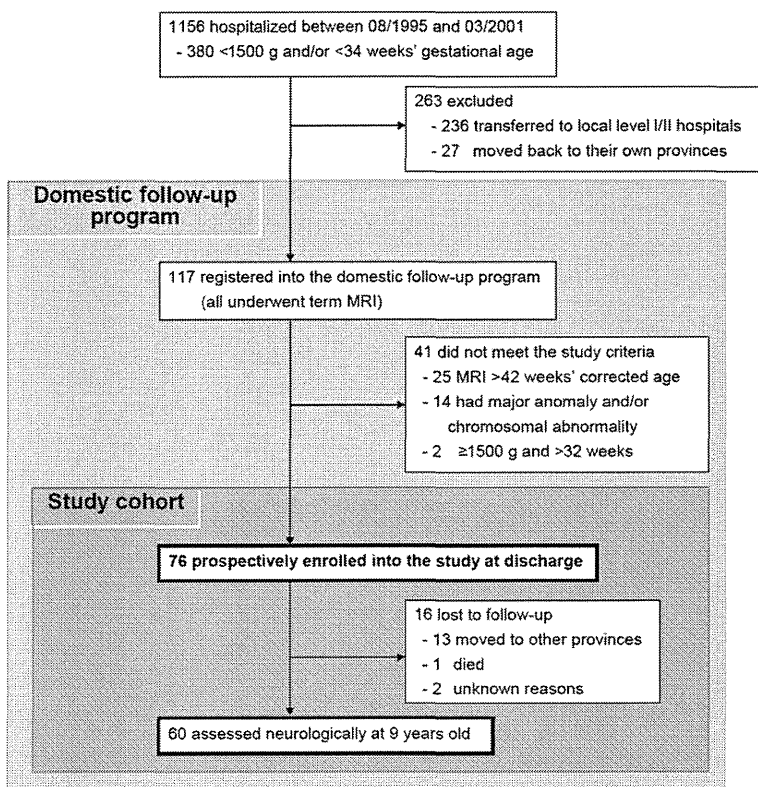 1156 hospitalized between 08/1995 and 03/2001
- 380 <1500 g and/or <34 weeks' gestational age
263 excluded
- 236 transferred to local level I/II hospitals
- 27 moved back to their own provinces
Domestic follow-up
program
117 registered into the domestic follow-up program
(all underwent term MRI)
41 did not meet the study criteria
- 25 MRI >42 weeks' corrected age
- 14 had major anomaly and/or
chromosomal abnormality
- 2 ≥1500 g and >32 weeks
Study cohort
76 prospectively enrolled into the study at discharge
16 lost to follow-up
- 13 moved to other provinces
- 1 died
- 2 unknown reasons
60 assessed neurologically at 9 years old